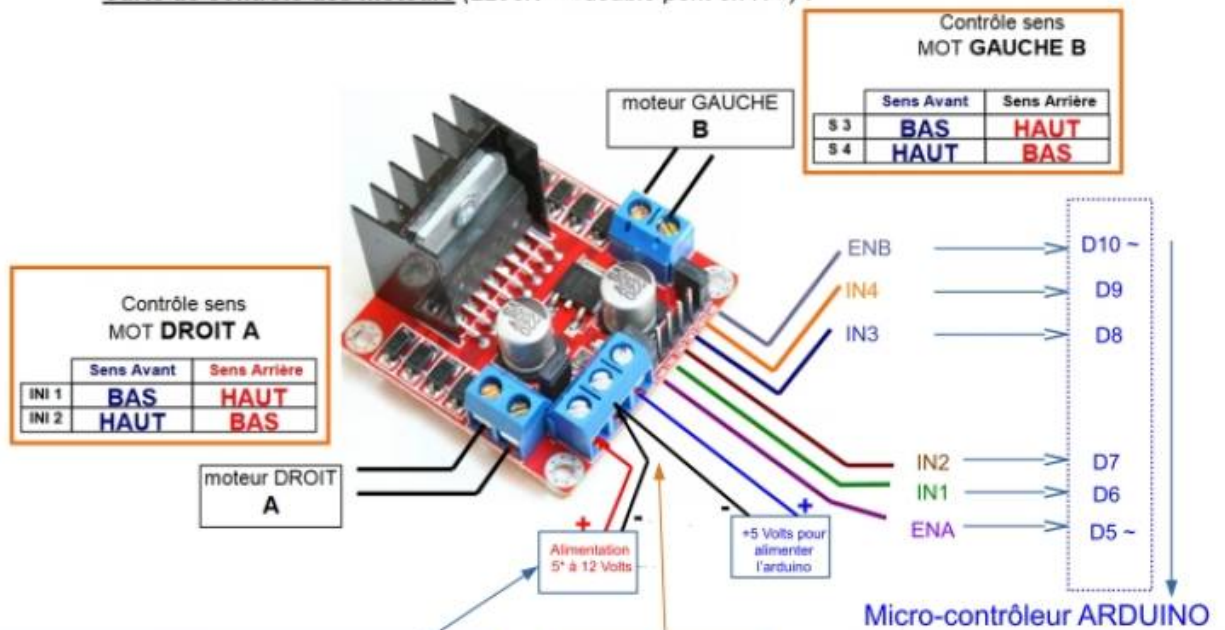 Contrôle sens
MOT GAUCHE B
Sens Avant Sens Arrière
S 3 BAS HAUT
S 4 HAUT BAS
moteur GAUCHE
B
ENB D10 ~
IN4 D9
IN3 D8
Contrôle sens
MOT DROIT A
Sens Avant Sens Arrière
INI 1 BAS HAUT
INI 2 HAUT BAS
moteur DROIT
A
IN2 D7
IN1 D6
ENA D5 ~
+ -
Alimentation
5* à 12 Volts
- +
+5 Volts pour
alimenter
l'arduino
Micro-contrôleur ARDUINO